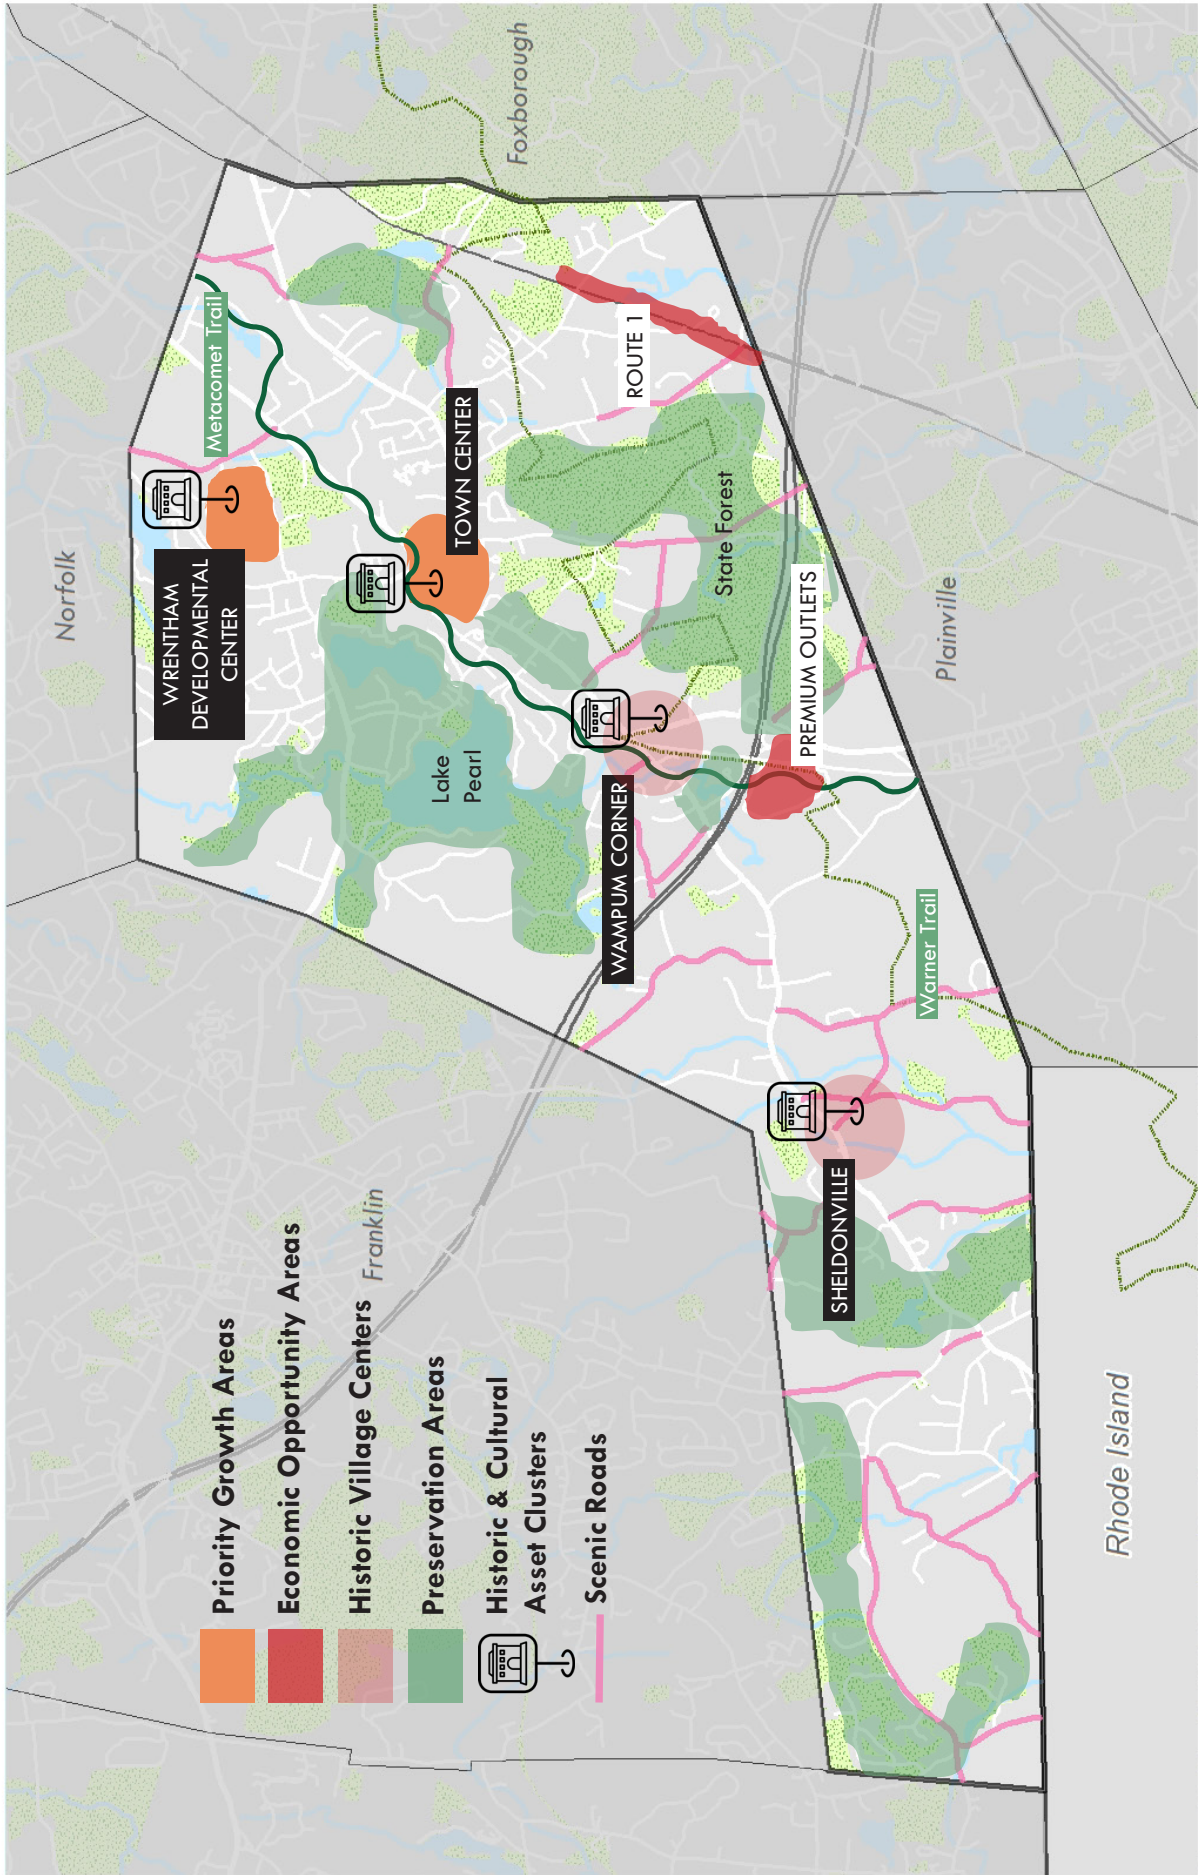 Norfolk
Foxborough
Metacomet Trail
WRENTHAM
DEVELOPMENTAL
CENTER
TOWN CENTER
ROUTE 1
Lake
Pearl
State Forest
WAMPUM CORNER
PREMIUM OUTLETS
Plainville
Warner Trail
SHELDONVILLE
Franklin
Rhode Island
Priority Growth Areas
Economic Opportunity Areas
Historic Village Centers
Preservation Areas
Historic & Cultural
Asset Clusters
Scenic Roads